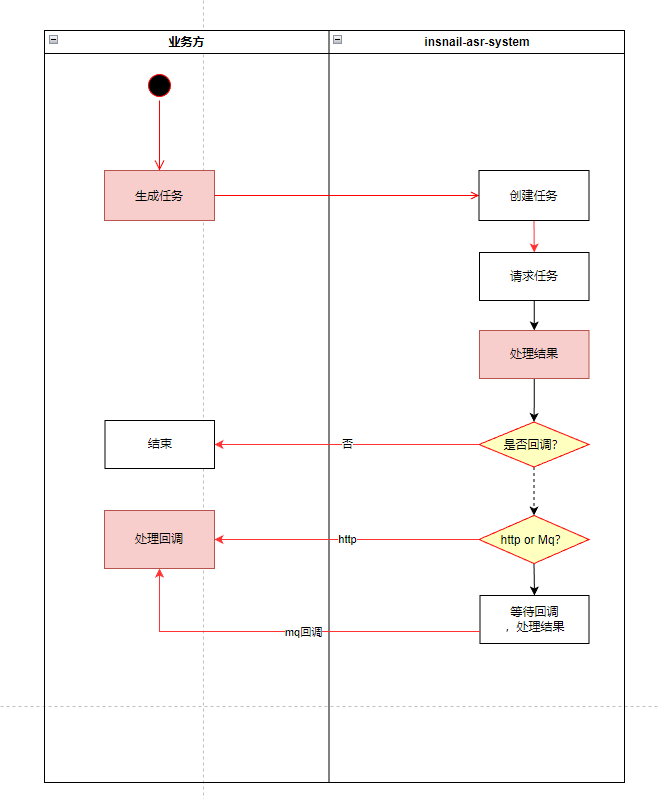 业务方
insnail-asr-system
生成任务
创建任务
请求任务
处理结果
是否回调?
否
结束
http or Mq?
http
处理回调
等待回调
，处理结果
mq回调